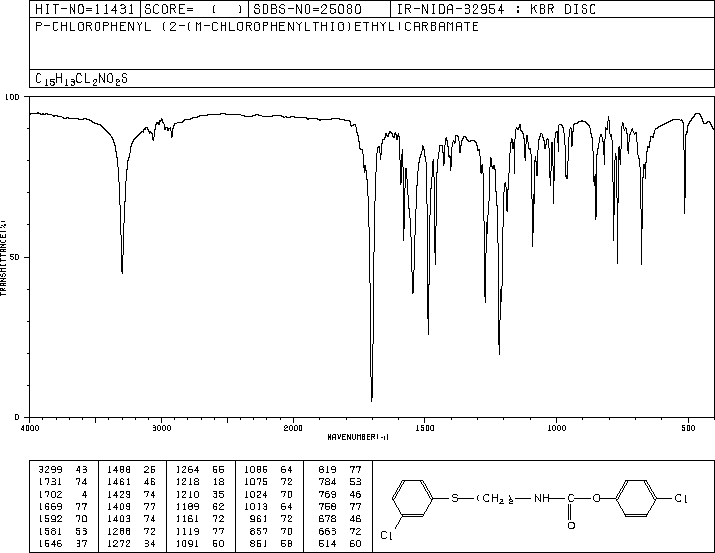 HIT-NO=11431 SCORE= ( ) SDBS-NO=25080 IR-NIDA-32954 : KBR DISC
P-CHLOROPHENYL (2-(M-CHLOROPHENYLTHIO)ETHYL)CARBAMATE
C15H13CL2NO2S
100
50
0
TRANSMITTANCE(%)
4000 3000 2000 1500 1000 500
WAVENUMBER(-1)
3299 43 1488 26 1264 66 1086 64 819 77
1731 74 1461 46 1218 18 1075 72 784 53
1702 4 1429 74 1210 35 1024 70 769 46
1669 77 1409 77 1189 62 1013 64 758 77
1592 70 1403 74 1161 72 961 72 678 46
1581 53 1288 72 1119 77 857 70 663 72
1546 37 1272 34 1091 50 851 58 514 60
Cl S (CH2)2 NH C O O Cl